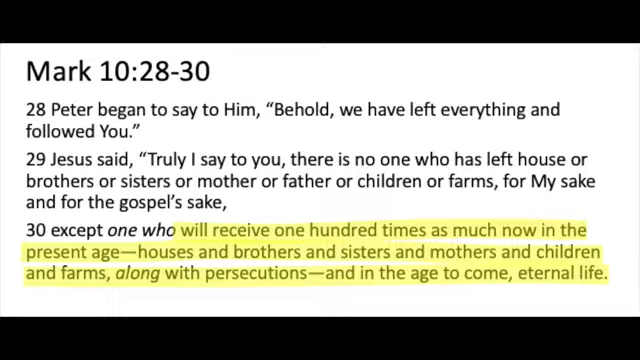 Mark 10:28-30
28 Peter began to say to Him, “Behold, we have left everything and
followed You.”
29 Jesus said, “Truly I say to you, there is no one who has left house or
brothers or sisters or mother or father or children or farms, for My sake
and for the gospel’s sake,
30 except one who will receive one hundred times as much now in the
present age—houses and brothers and sisters and mothers and children
and farms, along with persecutions—and in the age to come, eternal life.